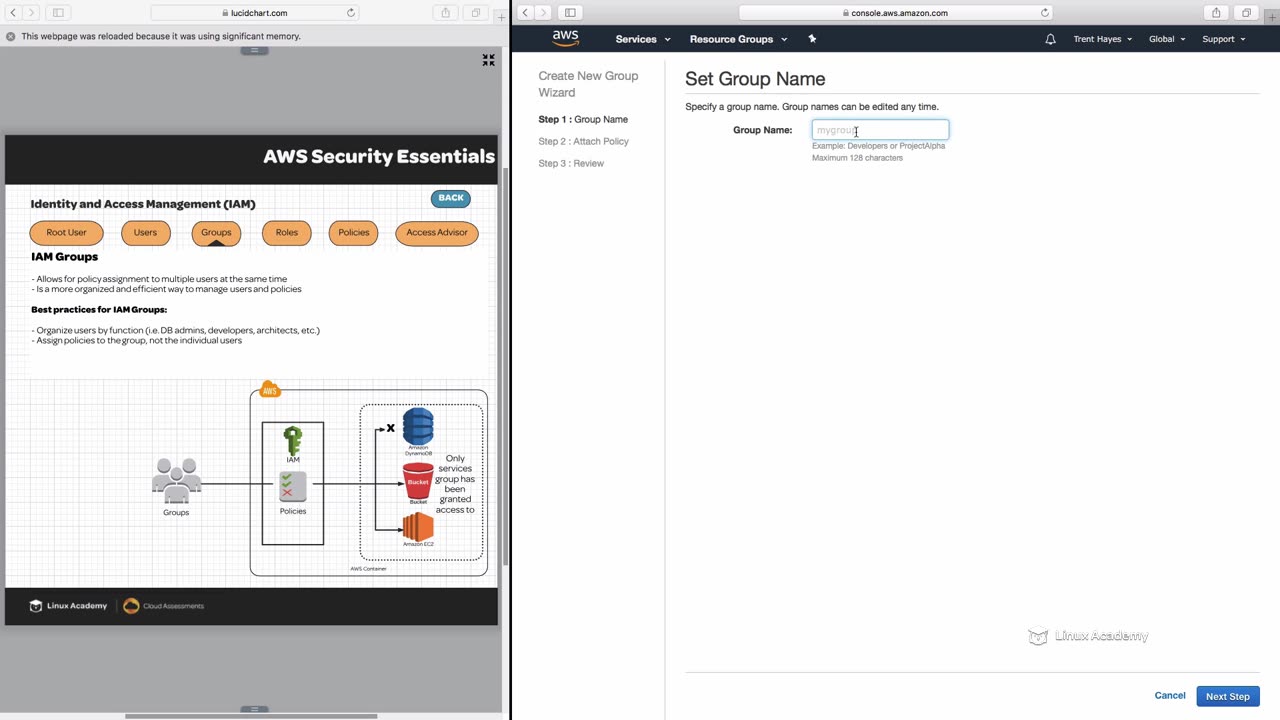 lucidchart.com
This webpage was reloaded because it was using significant memory.
AWS Security Essentials
Identity and Access Management (IAM)
BACK
Root User
Users
Groups
Roles
Policies
Access Advisor
IAM Groups
- Allows for policy assignment to multiple users at the same time
- Is a more organized and efficient way to manage users and policies
Best practices for IAM Groups:
- Organize users by function (i.e. DB admins, developers, architects, etc.)
- Assign policies to the group, not the individual users
AWS
X
IAM
Amazon
DynamoDB
Only
services
group has
been
granted
access to
Bucket
Bucket
Groups
Policies
Amazon EC2
AWS Container
Linux Academy
Cloud Assessments
console.aws.amazon.com
aws
Services
Resource Groups
Trent Hayes
Global
Support
Create New Group
Wizard
Step 1 : Group Name
Step 2 : Attach Policy
Step 3 : Review
Set Group Name
Specify a group name. Group names can be edited any time.
Group Name:
mygroup
Example: Developers or ProjectAlpha
Maximum 128 characters
Linux Academy
Cancel
Next Step